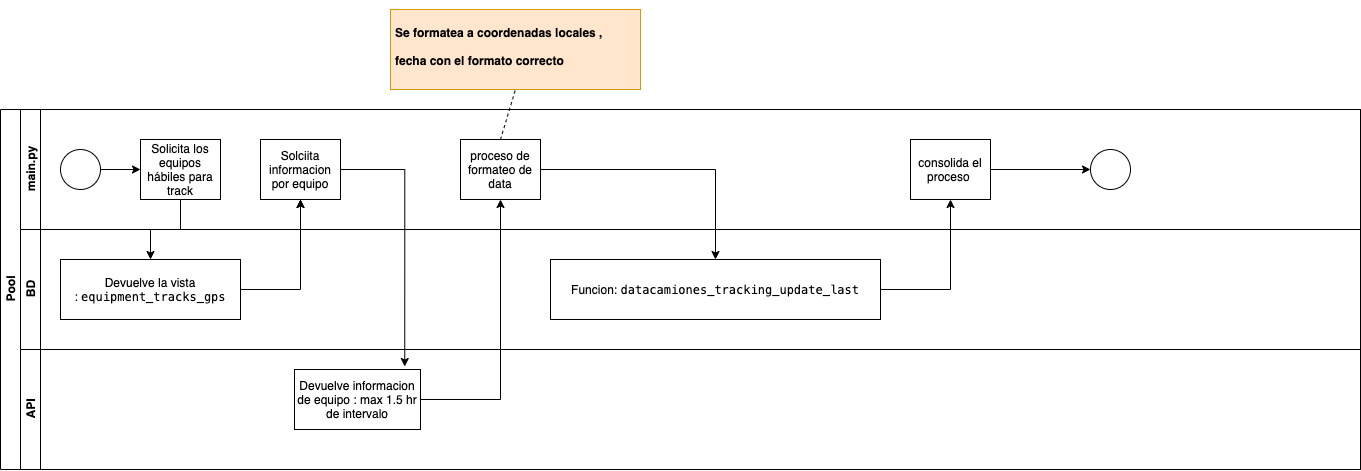 Se formatea a coordenadas locales ,
fecha con el formato correcto
Pool
main.py
Solicita los
equipos
hábiles para
track
Solciita
informacion
por equipo
proceso de
formateo de
data
consolida el
proceso
BD
Devuelve la vista
: equipment_tracks_gps
Funcion: datacamiones_tracking_update_last
API
Devuelve informacion
de equipo : max 1.5 hr
de intervalo